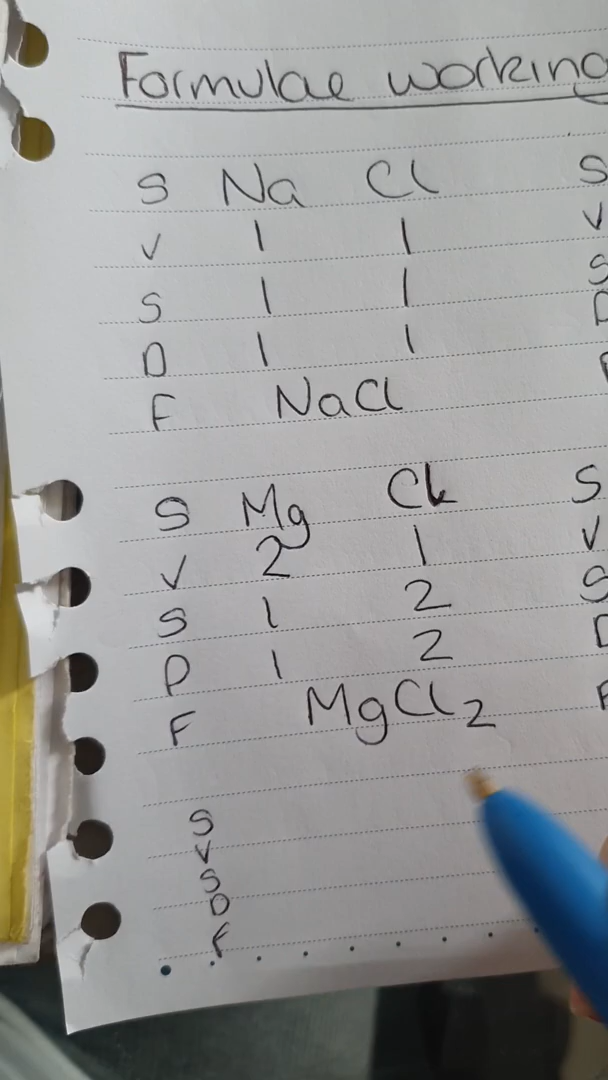 Formulae working
S Na Cl S
V 1 1 V
S 1 1 S
D 1 1 D
F NaCl F
S Mg Cl S
V 2 1 V
S 1 2 S
D 1 2 D
F MgCl2 F
S
V
S
D
F